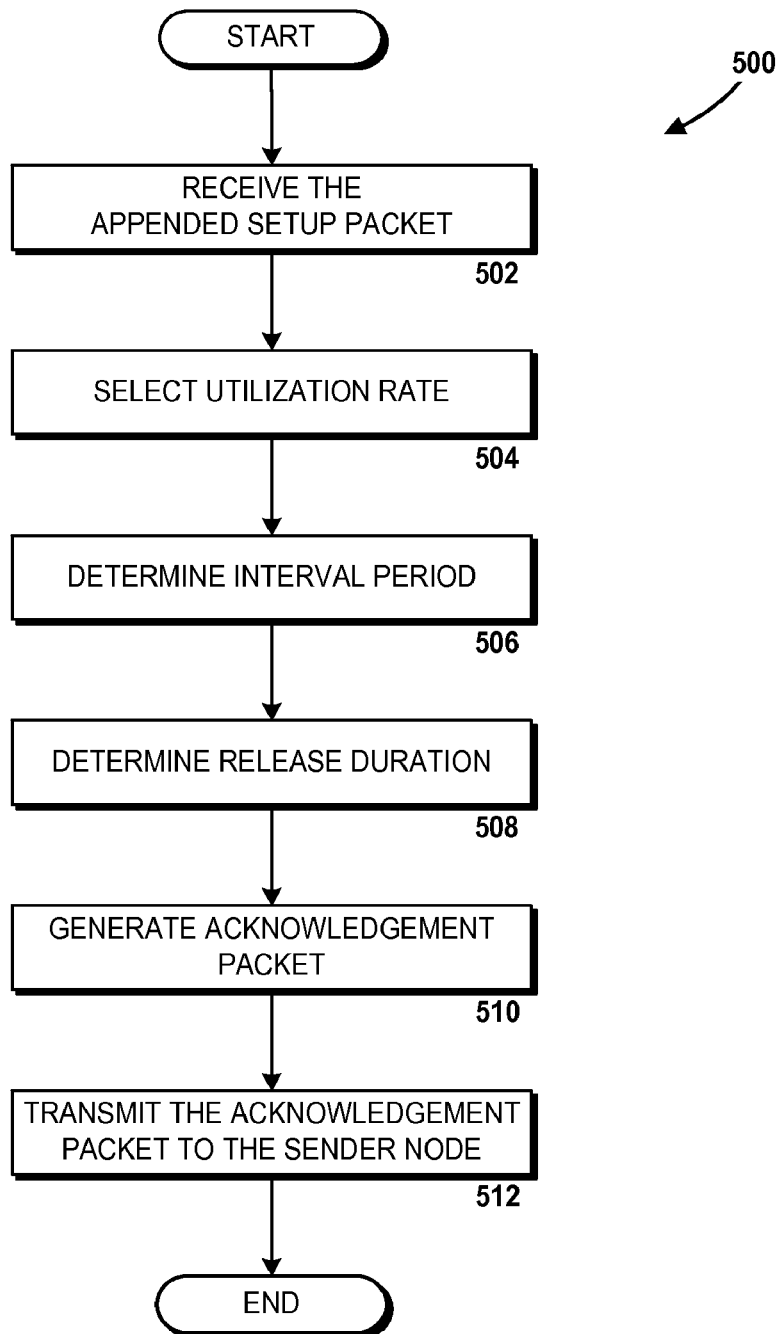 START
500
RECEIVE THE
APPENDED SETUP PACKET
502
SELECT UTILIZATION RATE
504
DETERMINE INTERVAL PERIOD
506
DETERMINE RELEASE DURATION
508
GENERATE ACKNOWLEDGEMENT
PACKET
510
TRANSMIT THE ACKNOWLEDGEMENT
PACKET TO THE SENDER NODE
512
END